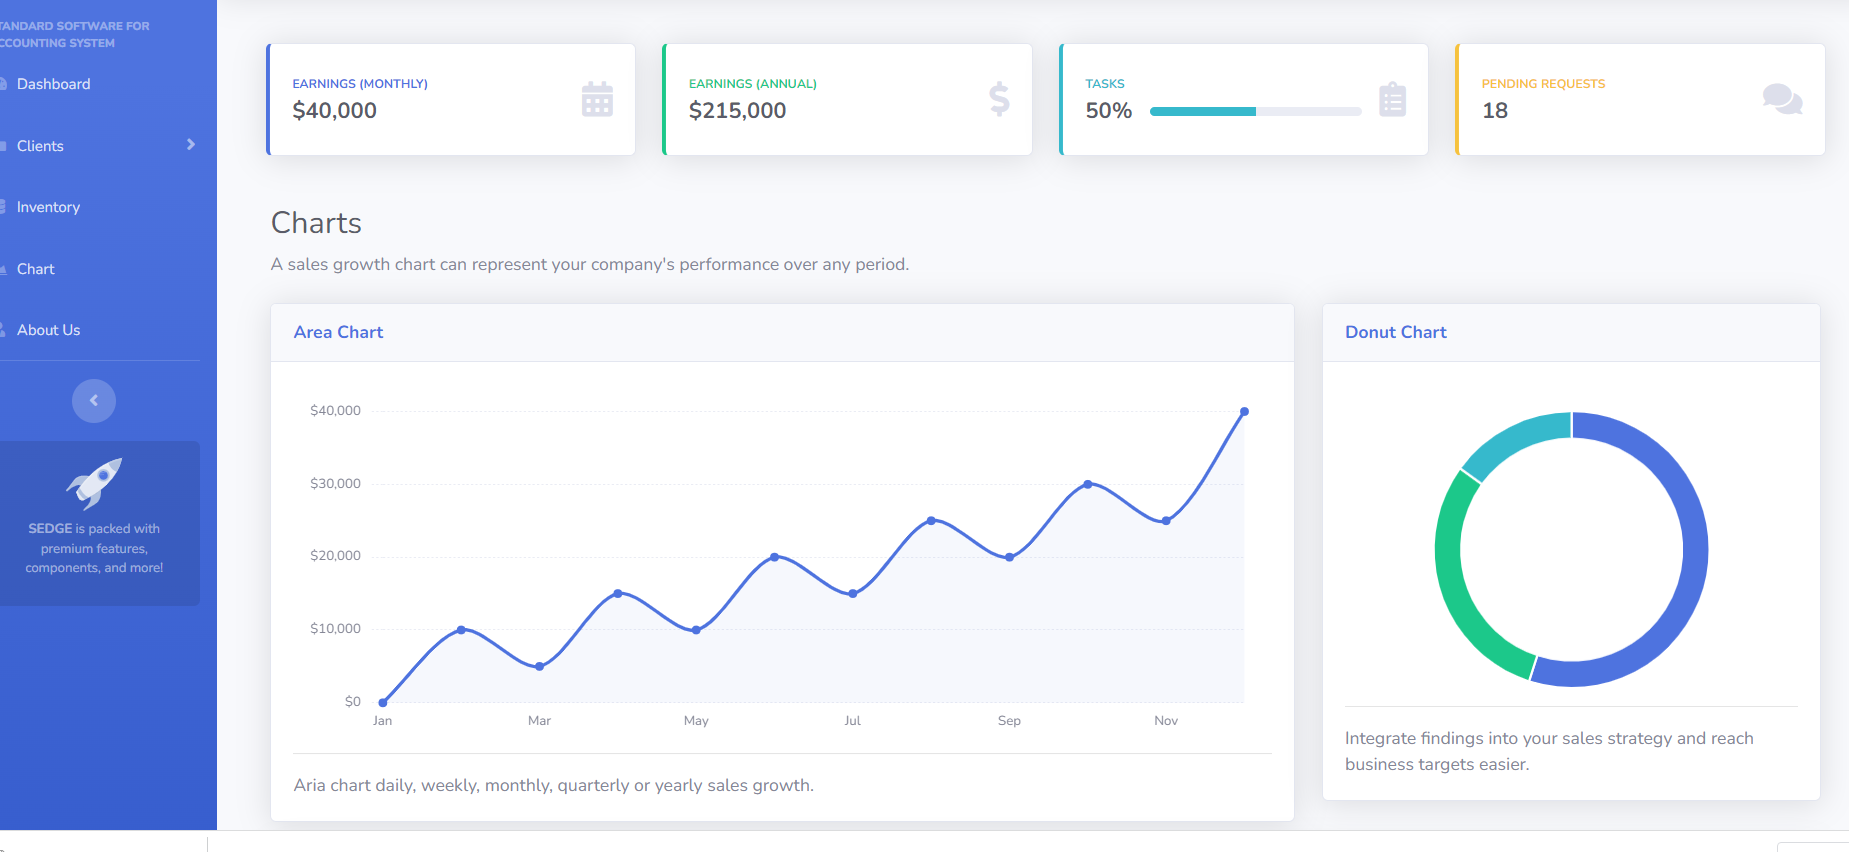 TANDARD SOFTWARE FOR
CCOUNTING SYSTEM
Dashboard
Clients
Inventory
Chart
About Us
SEDGE is packed with
premium features,
components, and more!
EARNINGS (MONTHLY)
$40,000
EARNINGS (ANNUAL)
$215,000
TASKS
50%
PENDING REQUESTS
18
Charts
A sales growth chart can represent your company's performance over any period.
Area Chart
$40,000
$30,000
$20,000
$10,000
$0
Jan Mar May Jul Sep Nov
Aria chart daily, weekly, monthly, quarterly or yearly sales growth.
Donut Chart
Integrate findings into your sales strategy and reach
business targets easier.